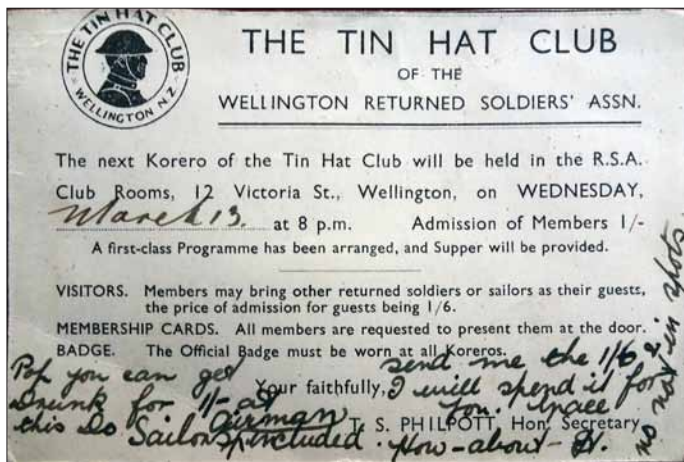 THE TIN HAT CLUB
WELLINGTON N.Z.
THE TIN HAT CLUB
OF THE
WELLINGTON RETURNED SOLDIERS' ASSN.
The next Korero of the Tin Hat Club will be held in the R.S.A.
Club Rooms, 12 Victoria St., Wellington, on WEDNESDAY,
March 13. at 8 p.m. Admission of Members 1/-
A first-class Programme has been arranged, and Supper will be provided.
VISITORS. Members may bring other returned soldiers or sailors as their guests,
the price of admission for guests being 1/6.
MEMBERSHIP CARDS. All members are requested to present them at the door.
BADGE. The Official Badge must be worn at all Koreros.
Your faithfully,
T. S. PHILPOTT, Hon. Secretary
Pop you can get
Drunk for 1/- at
this Do Sailors
included. How-about-
send me the 1/6 &
I will spend it for
you.
no not in spots